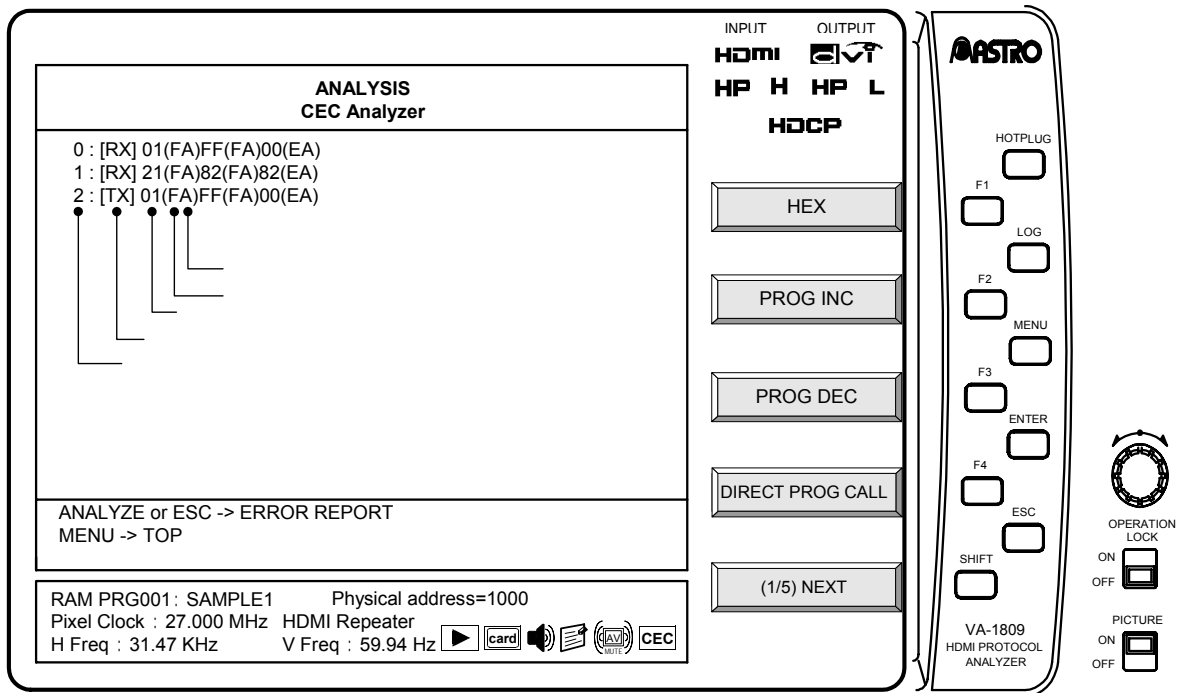 ANALYSIS
CEC Analyzer
0 : [RX] 01(FA)FF(FA)00(EA)
1 : [RX] 21(FA)82(FA)82(EA)
2 : [TX] 01(FA)FF(FA)00(EA)
ANALYZE or ESC -> ERROR REPORT
MENU -> TOP
RAM PRG001: SAMPLE1 Physical address=1000
Pixel Clock : 27.000 MHz HDMI Repeater
H Freq : 31.47 KHz V Freq : 59.94 Hz card AV MUTE CEC
INPUT OUTPUT
HDMI DVI
HP H HP L
HDCP
HEX
PROG INC
PROG DEC
DIRECT PROG CALL
(1/5) NEXT
ASTRO
HOTPLUG
F1
LOG
F2
MENU
F3
ENTER
F4
ESC
SHIFT
VA-1809
HDMI PROTOCOL
ANALYZER
OPERATION
LOCK
ON
OFF
PICTURE
ON
OFF